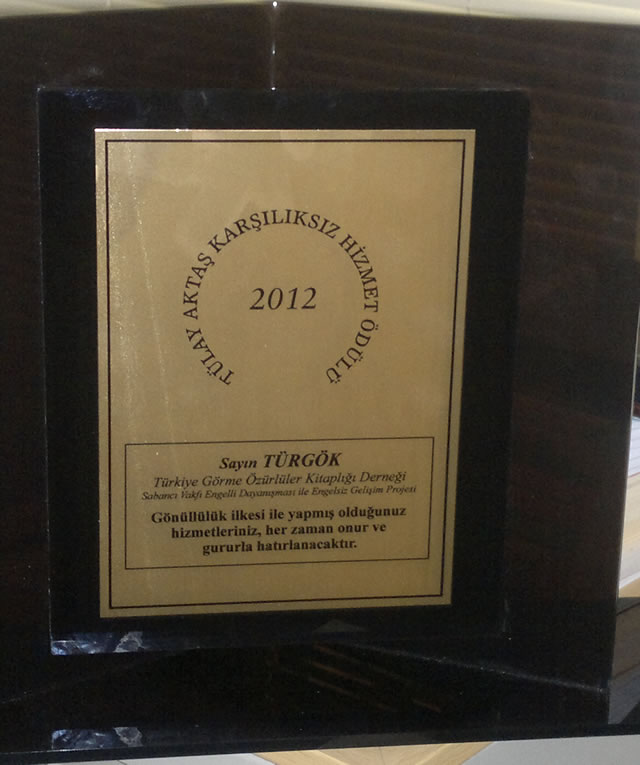 TÜLAY AKTAŞ KARŞILIKSIZ HİZMET ÖDÜLÜ
2012
Sayın TÜRGÖK
Türkiye Görme Özürlüler Kitaplığı Derneği
Sabancı Vakfı Engelli Dayanışması ile Engelsiz Gelişim Projesi
Gönüllülük ilkesi ile yapmış olduğunuz
hizmetleriniz, her zaman onur ve
gururla hatırlanacaktır.